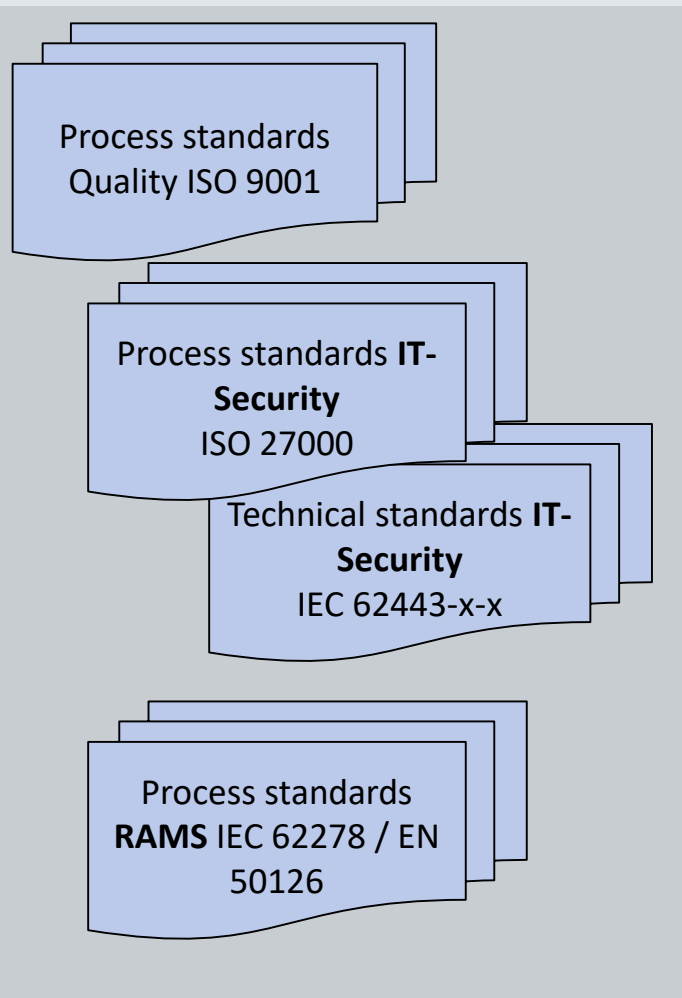 Process standards
Quality ISO 9001
Process standards IT-
Security
ISO 27000
Technical standards IT-
Security
IEC 62443-x-x
Process standards
RAMS IEC 62278 / EN
50126